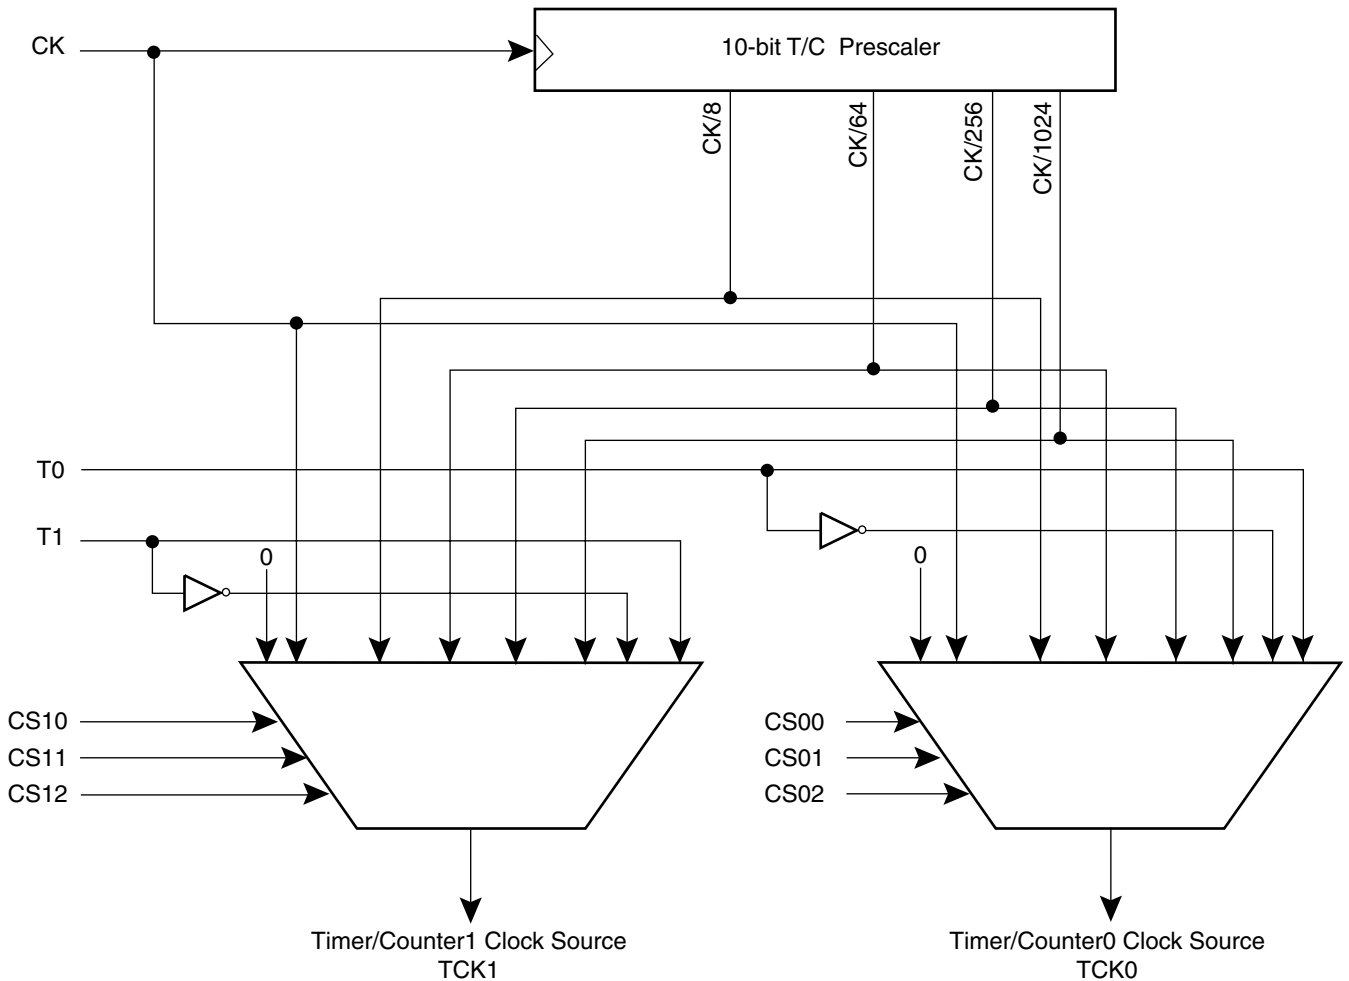 CK
10-bit T/C Prescaler
CK/8
CK/64
CK/256
CK/1024
T0
T1
0
0
CS10
CS11
CS12
CS00
CS01
CS02
Timer/Counter1 Clock Source
TCK1
Timer/Counter0 Clock Source
TCK0